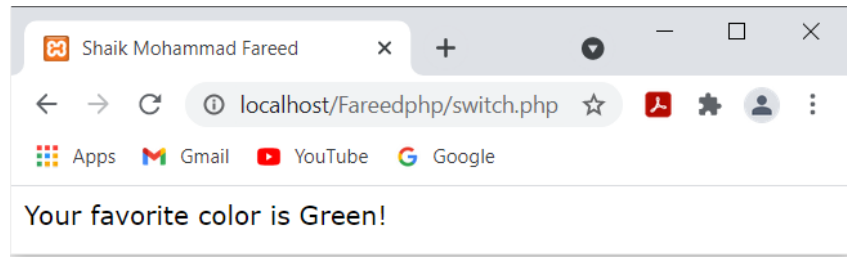 Shaik Mohammad Fareed
localhost/Fareedphp/switch.php
Apps Gmail YouTube Google
Your favorite color is Green!